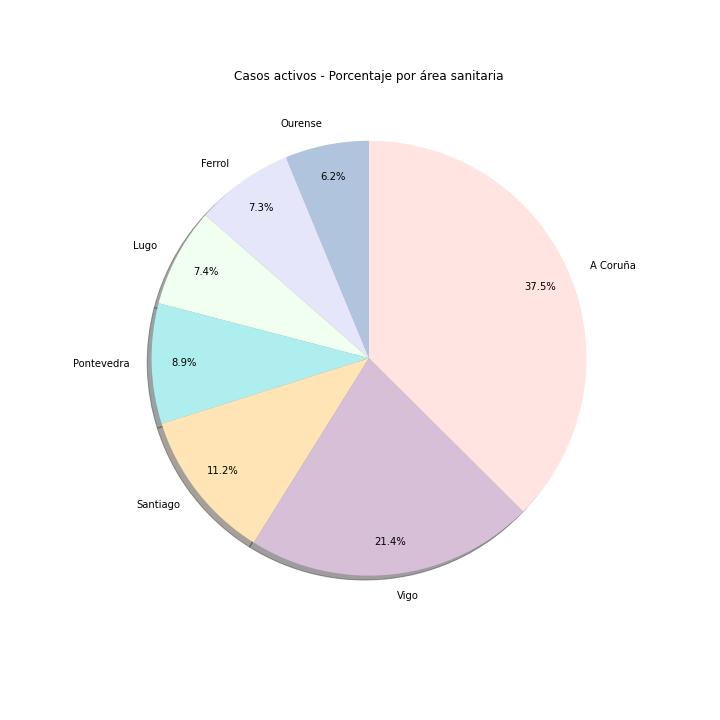 Casos activos - Porcentaje por área sanitaria
Ourense
6.2%
Ferrol
7.3%
Lugo
7.4%
Pontevedra
8.9%
Santiago
11.2%
Vigo
21.4%
A Coruña
37.5%